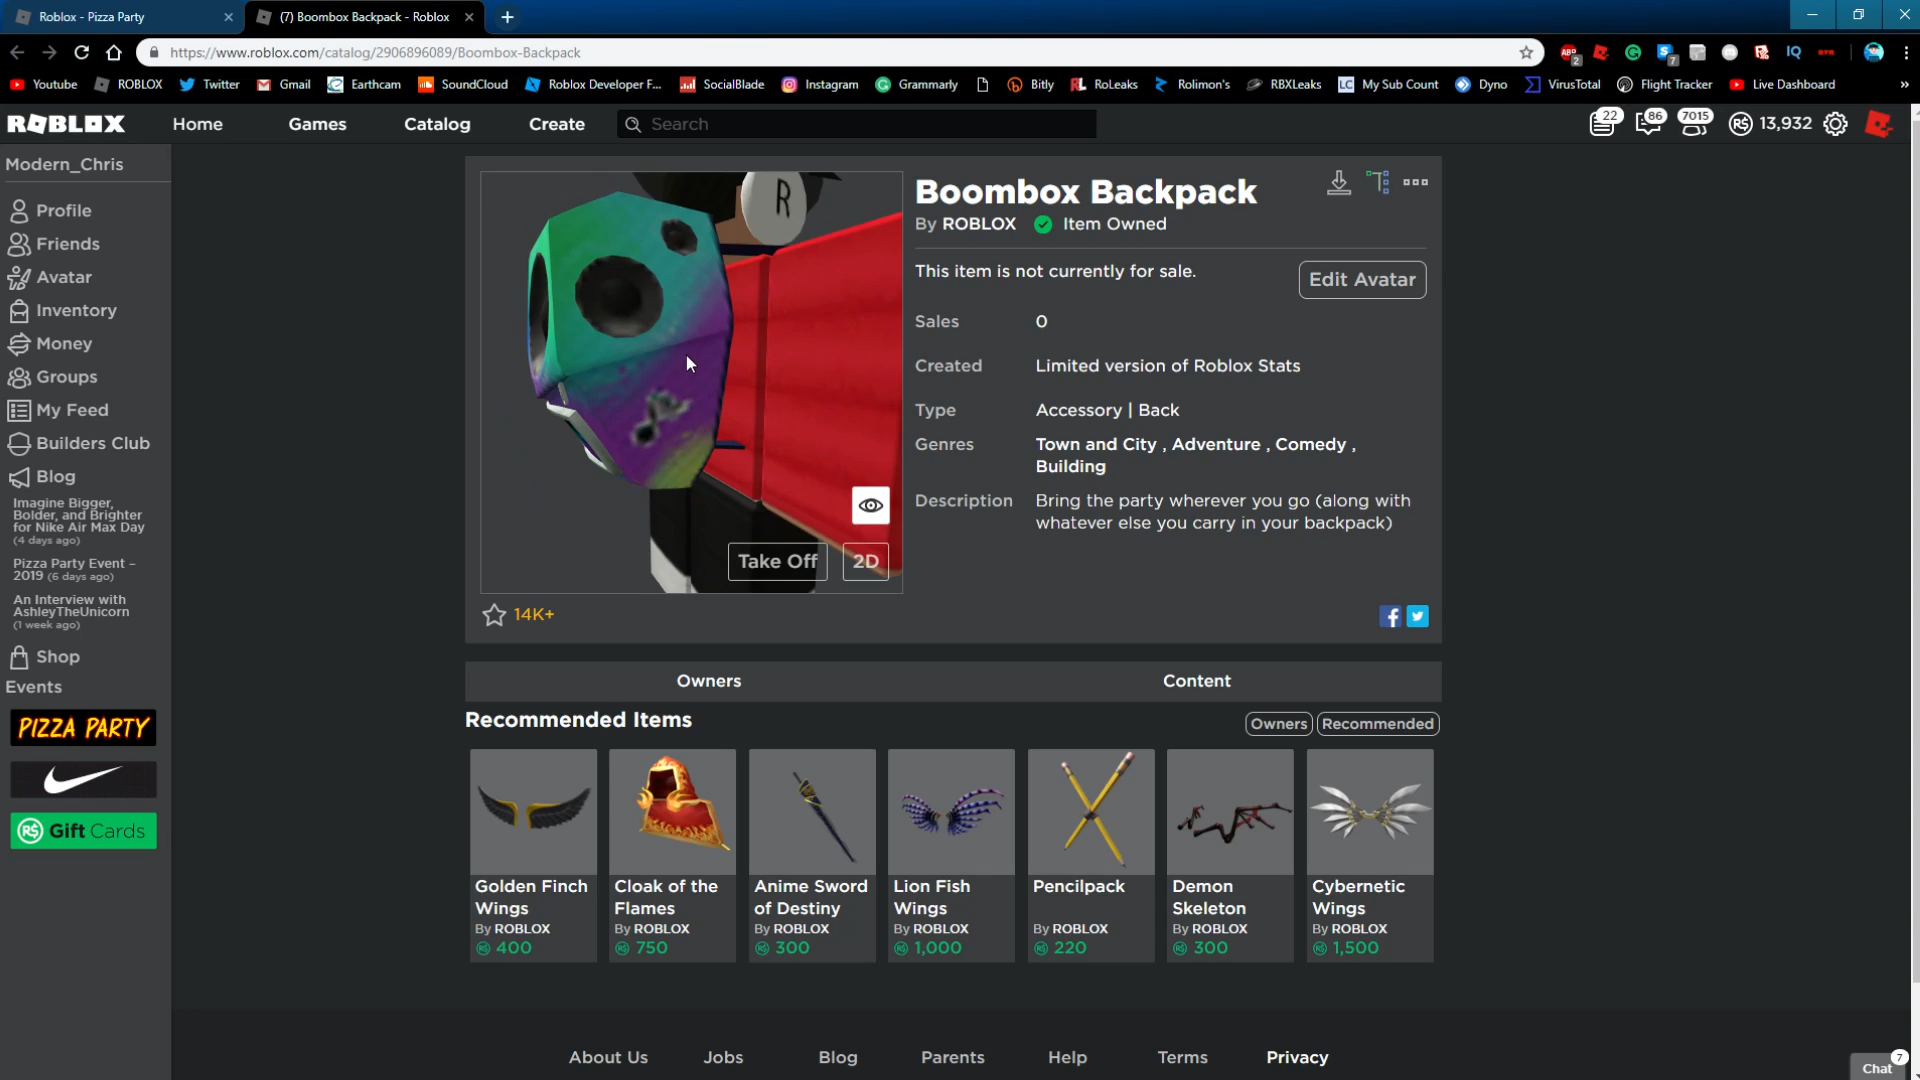 Roblox - Pizza Party
(7) Boombox Backpack - Roblox
https://www.roblox.com/catalog/2906896089/Boombox-Backpack
Youtube ROBLOX Twitter Gmail Earthcam SoundCloud Roblox Developer F... SocialBlade Instagram Grammarly Bitly RoLeaks Rolimon's RBXLeaks My Sub Count Dyno VirusTotal Flight Tracker Live Dashboard »
ROBLOX Home Games Catalog Create Search 22 86 7015 13,932
Modern_Chris
Profile
Friends
Avatar
Inventory
Money
Groups
My Feed
Builders Club
Blog
Imagine Bigger,
Bolder, and Brighter
for Nike Air Max Day
(4 days ago)
Pizza Party Event –
2019 (6 days ago)
An Interview with
AshleyTheUnicorn
(1 week ago)
Shop
Events
PIZZA PARTY
R$ Gift Cards
R
Take Off 2D
14K+
Boombox Backpack
By ROBLOX Item Owned
This item is not currently for sale.
Edit Avatar
Sales 0
Created Limited version of Roblox Stats
Type Accessory | Back
Genres Town and City , Adventure , Comedy ,
Building
Description Bring the party wherever you go (along with
whatever else you carry in your backpack)
Owners Content
Recommended Items
Owners Recommended
Golden Finch
Wings
By ROBLOX
400
Cloak of the
Flames
By ROBLOX
750
Anime Sword
of Destiny
By ROBLOX
300
Lion Fish
Wings
By ROBLOX
1,000
Pencilpack
By ROBLOX
220
Demon
Skeleton
By ROBLOX
300
Cybernetic
Wings
By ROBLOX
1,500
About Us Jobs Blog Parents Help Terms Privacy
Chat 7